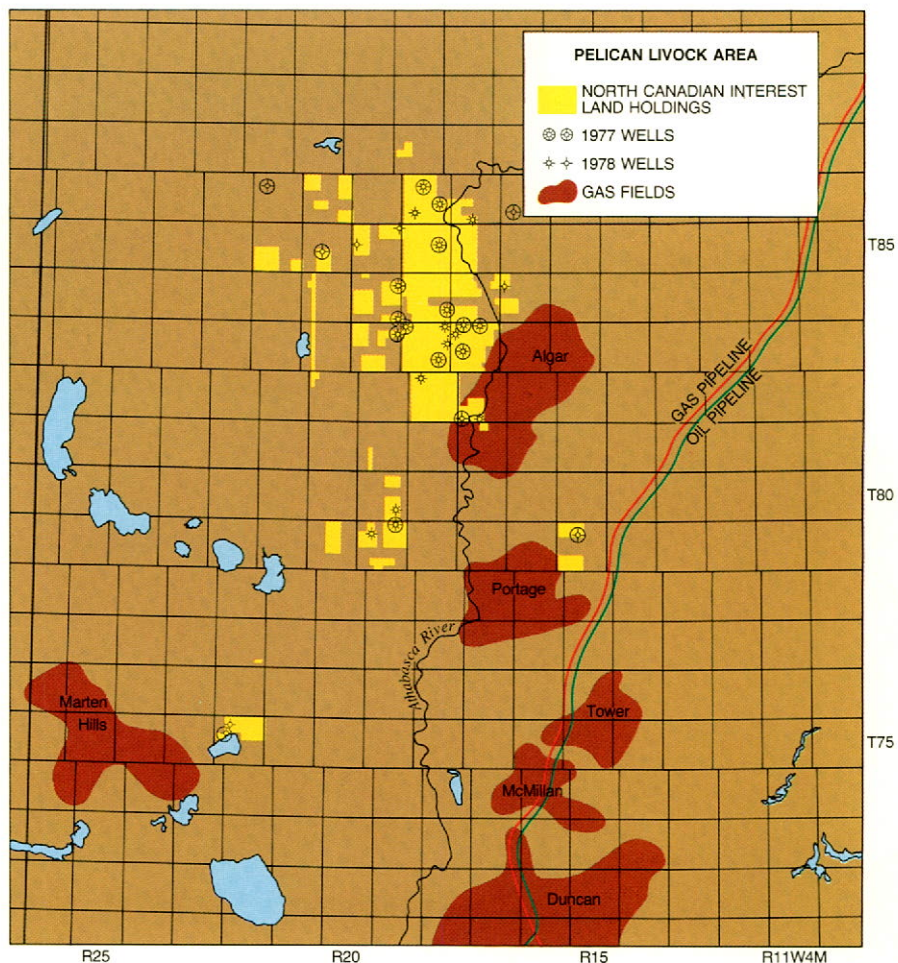 PELICAN LIVOCK AREA
NORTH CANADIAN INTEREST
LAND HOLDINGS
1977 WELLS
1978 WELLS
GAS FIELDS
T85
Algar
GAS PIPELINE
OIL PIPELINE
T80
Portage
Athabasca River
Marten
Hills
Tower
T75
McMillan
Duncan
R25
R20
R15
R11W4M